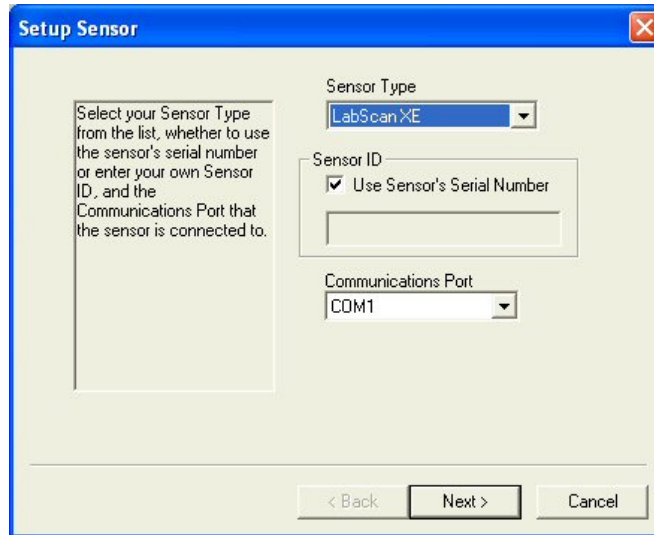 Setup Sensor
Select your Sensor Type
from the list, whether to use
the sensor's serial number
or enter your own Sensor
ID, and the
Communications Port that
the sensor is connected to.
Sensor Type
LabScan XE
Sensor ID
Use Sensor's Serial Number
Communications Port
COM1
< Back
Next >
Cancel